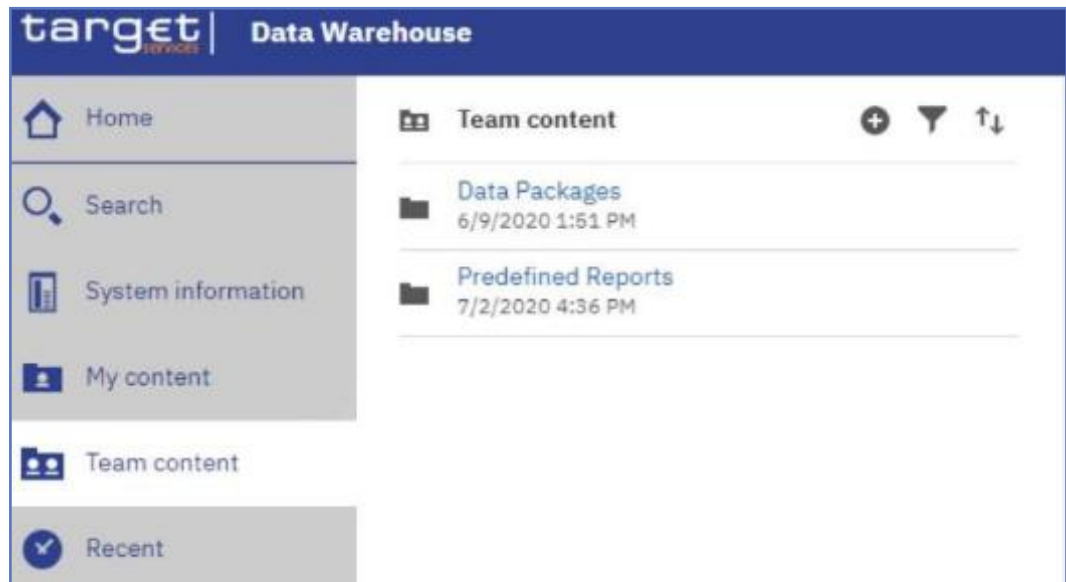 target| Data Warehouse
services
Home
Search
System information
My content
Team content
Recent
Team content
Data Packages
6/9/2020 1:51 PM
Predefined Reports
7/2/2020 4:36 PM